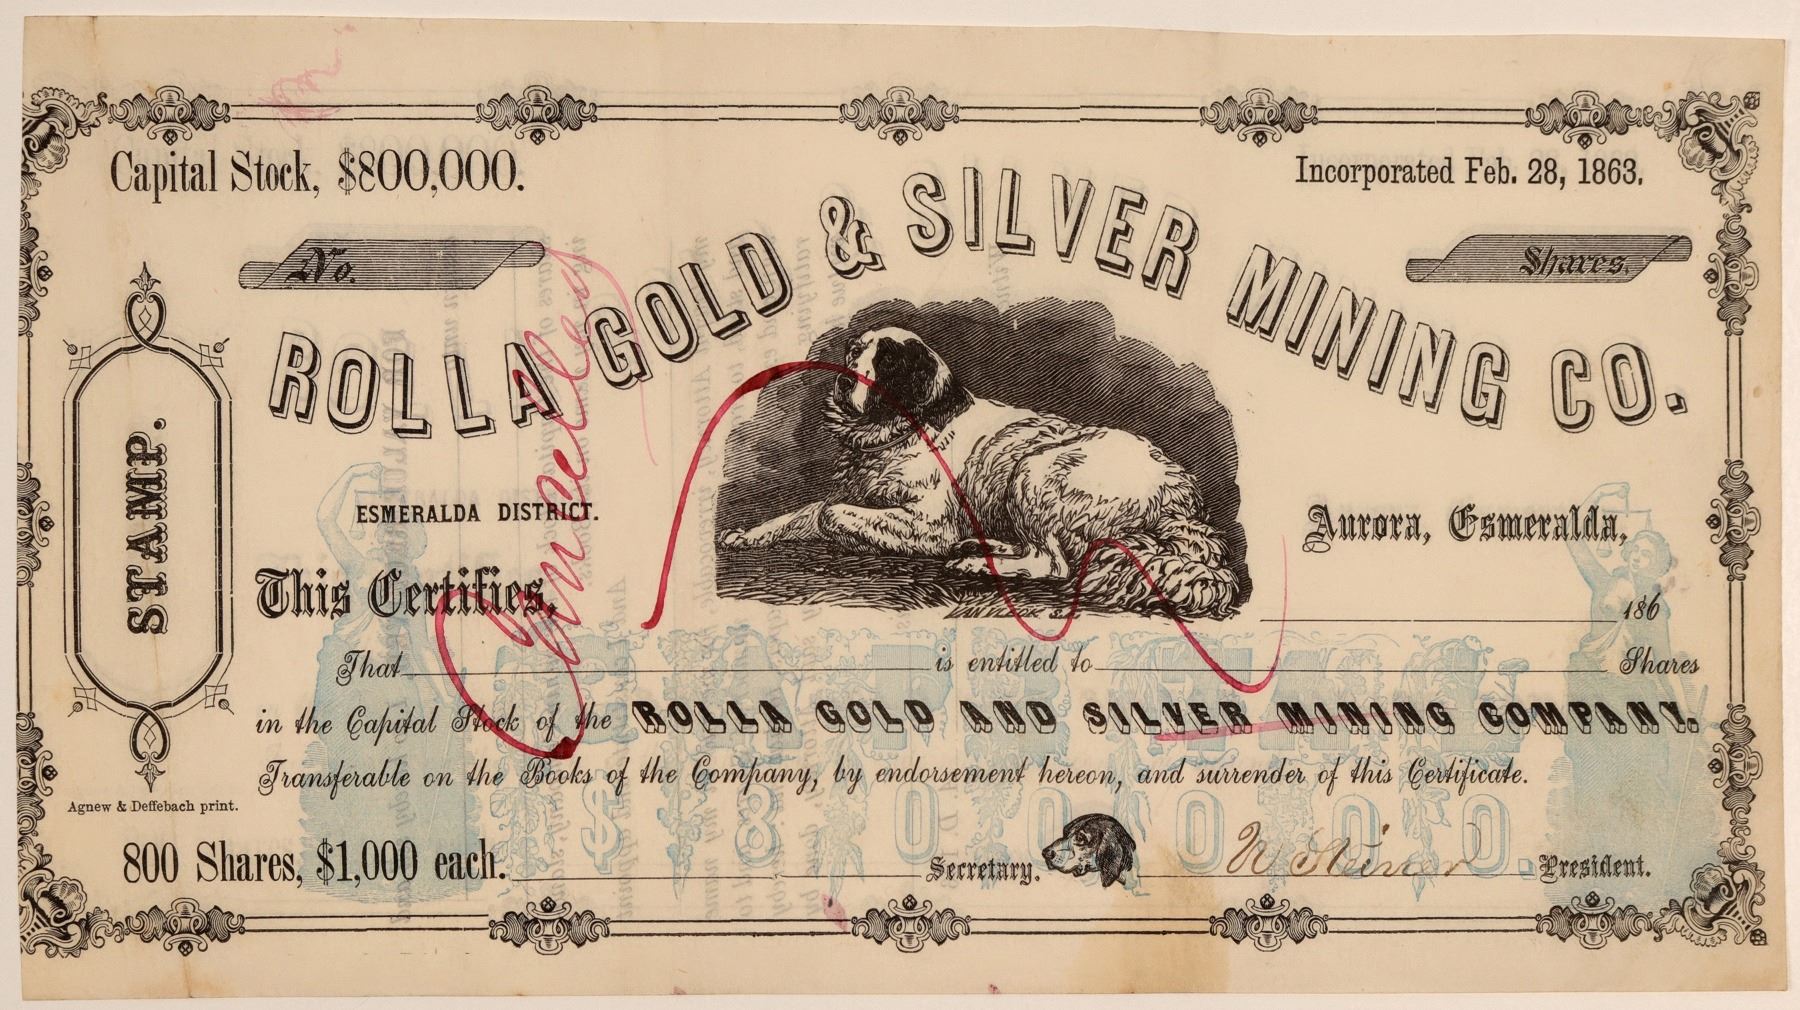 Capital Stock, $800,000.
Incorporated Feb. 28, 1863.
No.
Shares.
ROLLA GOLD & SILVER MINING CO.
STAMP.
ESMERALDA DISTRICT.
Aurora, Esmeralda,
186
This Certifies,
Cancelled
That is entitled to Shares
in the Capital Stock of the ROLLA GOLD AND SILVER MINING COMPANY.
Transferable on the Books of the Company, by endorsement hereon, and surrender of this Certificate.
CAPITAL
$800,000.
Agnew & Deffebach print.
800 Shares, $1,000 each.
Secretary.
President.